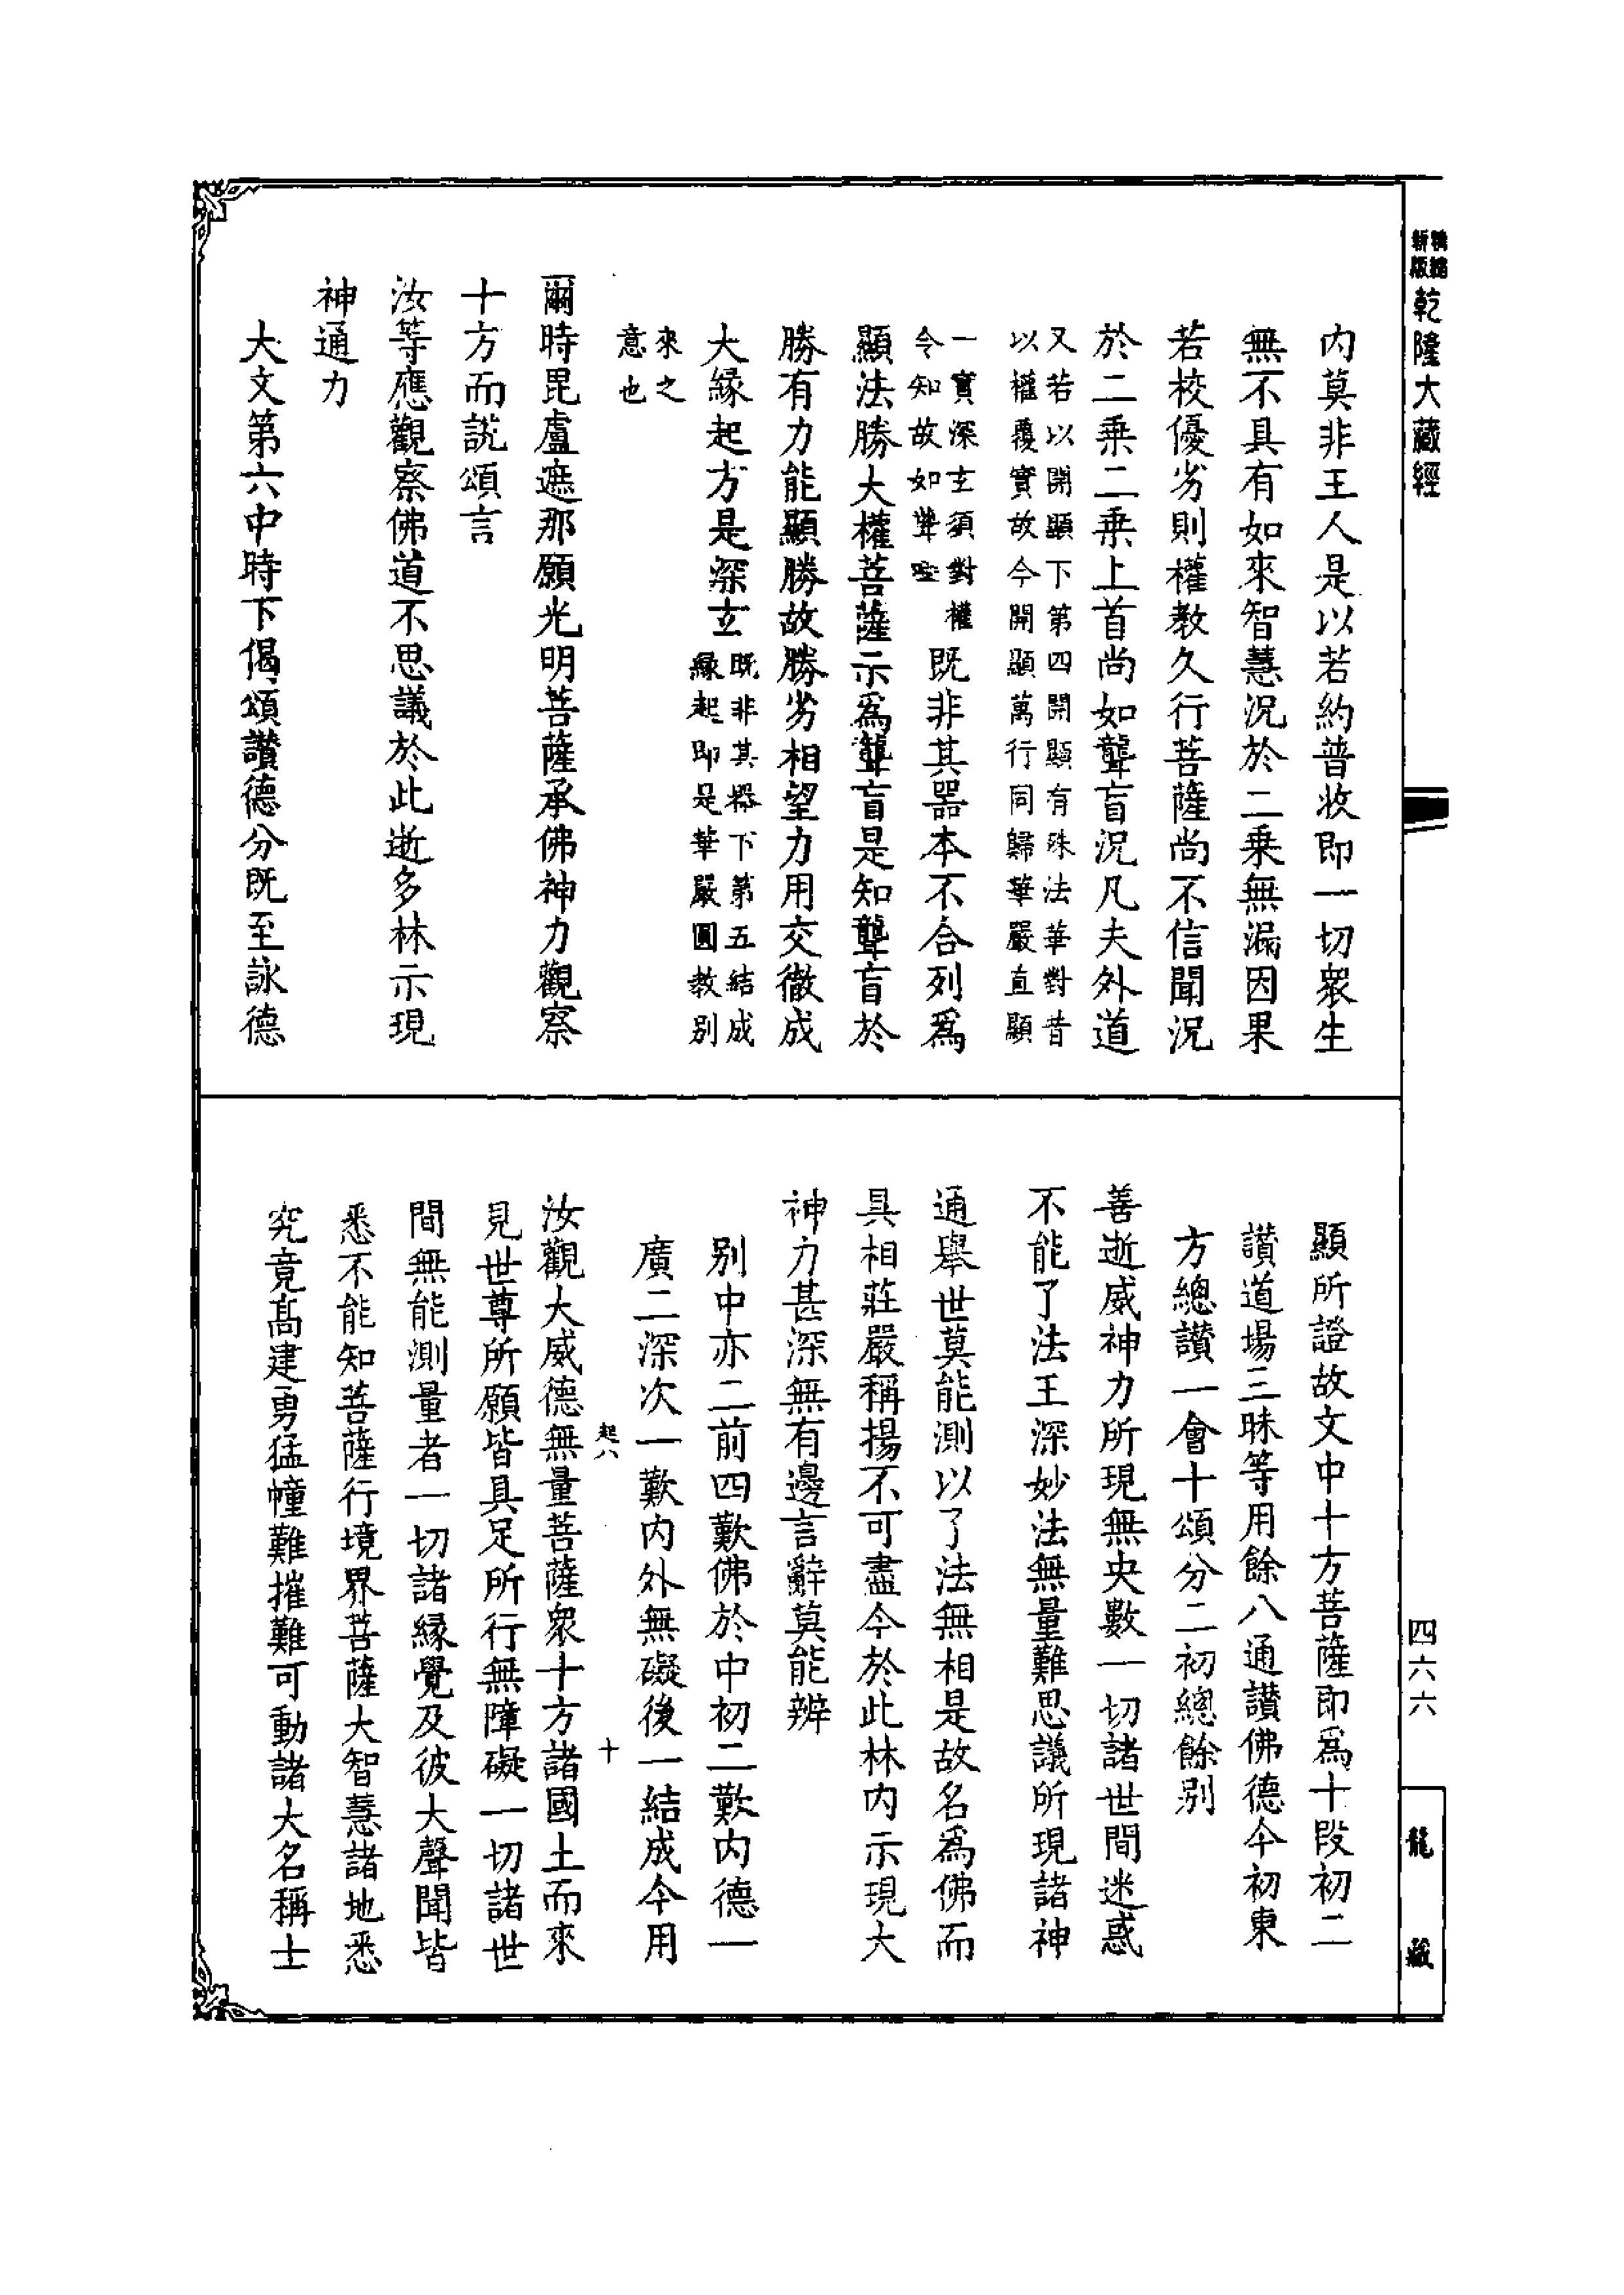 精編
新版
乾隆大藏經
四六六
龍藏
内莫非王人是以若約普收即一切衆生
無不具有如來智慧況於二乗無漏因果
若校優劣則權教久行菩薩尚不信聞況
於二乗二乗上首尚如聾盲況凡夫外道
又若以開顯下第四開顯有殊法華對昔
以權覆實故今開顯萬行同歸華嚴直顯
一實深玄須對權
令知故如聾啞
既非其器本不合列爲
顯法勝大權菩薩示爲聾盲是知聾盲於
勝有力能顯勝故勝劣相望力用交徹成
大縁起方是深玄
既非其器下第五結成
縁起即是華嚴圓教别
來之
意也
爾時毘盧遮那願光明菩薩承佛神力觀察
十方而說頌言
汝等應觀察佛道不思議於此逝多林示現
神通力
大文第六中時下偈頌讃德分既至詠德
顯所證故文中十方菩薩即爲十段初二
讃道場三昧等用餘八通讃佛德今初東
方總讃一會十頌分二初總餘别
善逝威神力所現無央數一切諸世間迷惑
不能了法王深妙法無量難思議所現諸神
通舉世莫能測以了法無相是故名爲佛而
具相莊嚴稱揚不可盡今於此林内示現大
神力甚深無有邊言辭莫能辨
别中亦二前四歎佛於中初二歎内德一
廣二深次一歎内外無礙後一結成今用
起六
十
汝觀大威德無量菩薩衆十方諸國土而來
見世尊所願皆具足所行無障礙一切諸世
間無能測量者一切諸縁覺及彼大聲聞皆
悉不能知菩薩行境界菩薩大智慧諸地悉
究竟高建勇猛幢難摧難可動諸大名稱士